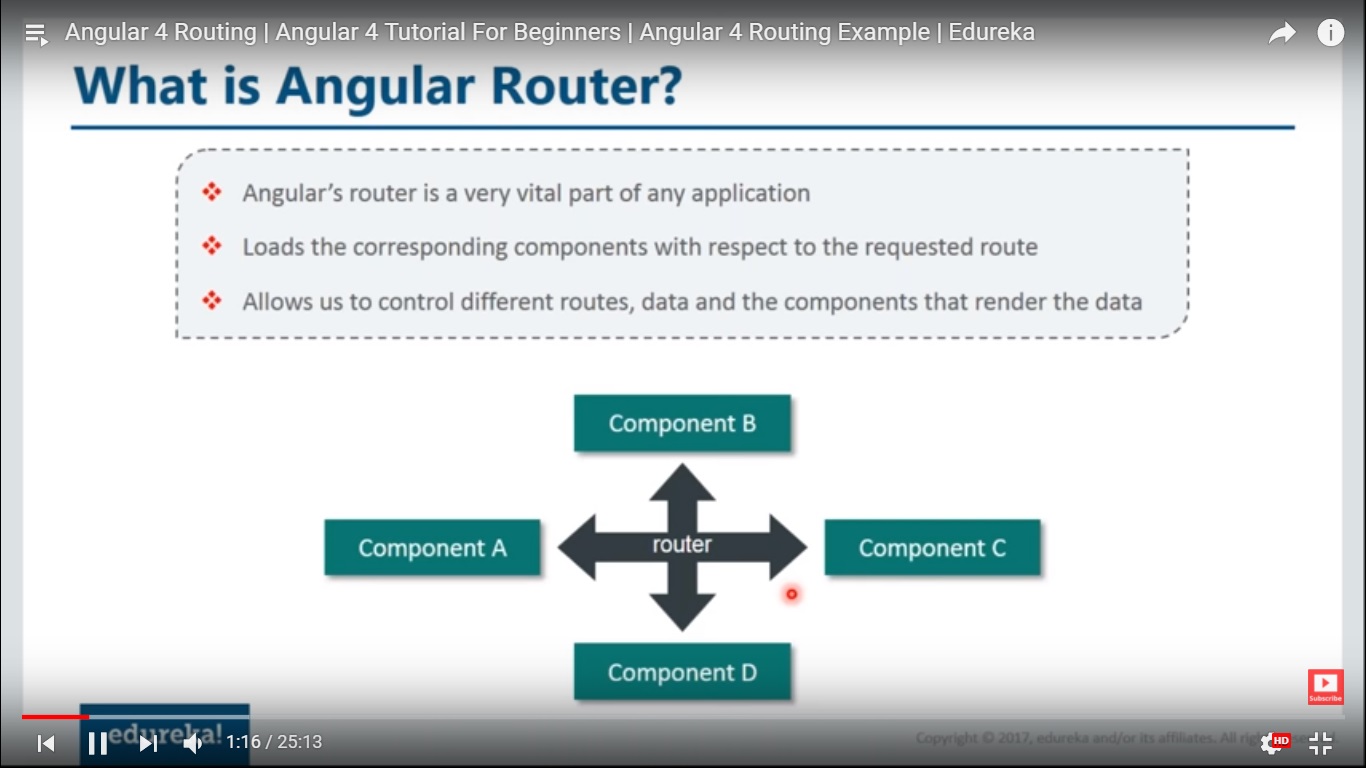 Angular 4 Routing | Angular 4 Tutorial For Beginners | Angular 4 Routing Example | Edureka
What is Angular Router?
Angular's router is a very vital part of any application
Loads the corresponding components with respect to the requested route
Allows us to control different routes, data and the components that render the data
Component B
Component A
router
Component C
Component D
Subscribe
edureka!
1:16 / 25:13
Copyright © 2017, edureka and/or its affiliates. All
HD